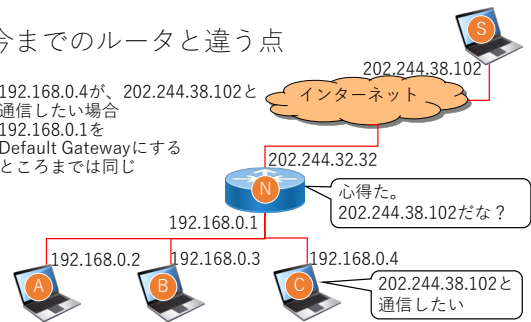 今までのルータと違う点
S
202.244.38.102
192.168.0.4が、202.244.38.102と
通信したい場合
192.168.0.1を
Default Gatewayにする
ところまでは同じ
インターネット
202.244.32.32
N
心得た。
202.244.38.102だな？
192.168.0.1
192.168.0.2
192.168.0.3
192.168.0.4
A
B
C
202.244.38.102と
通信したい